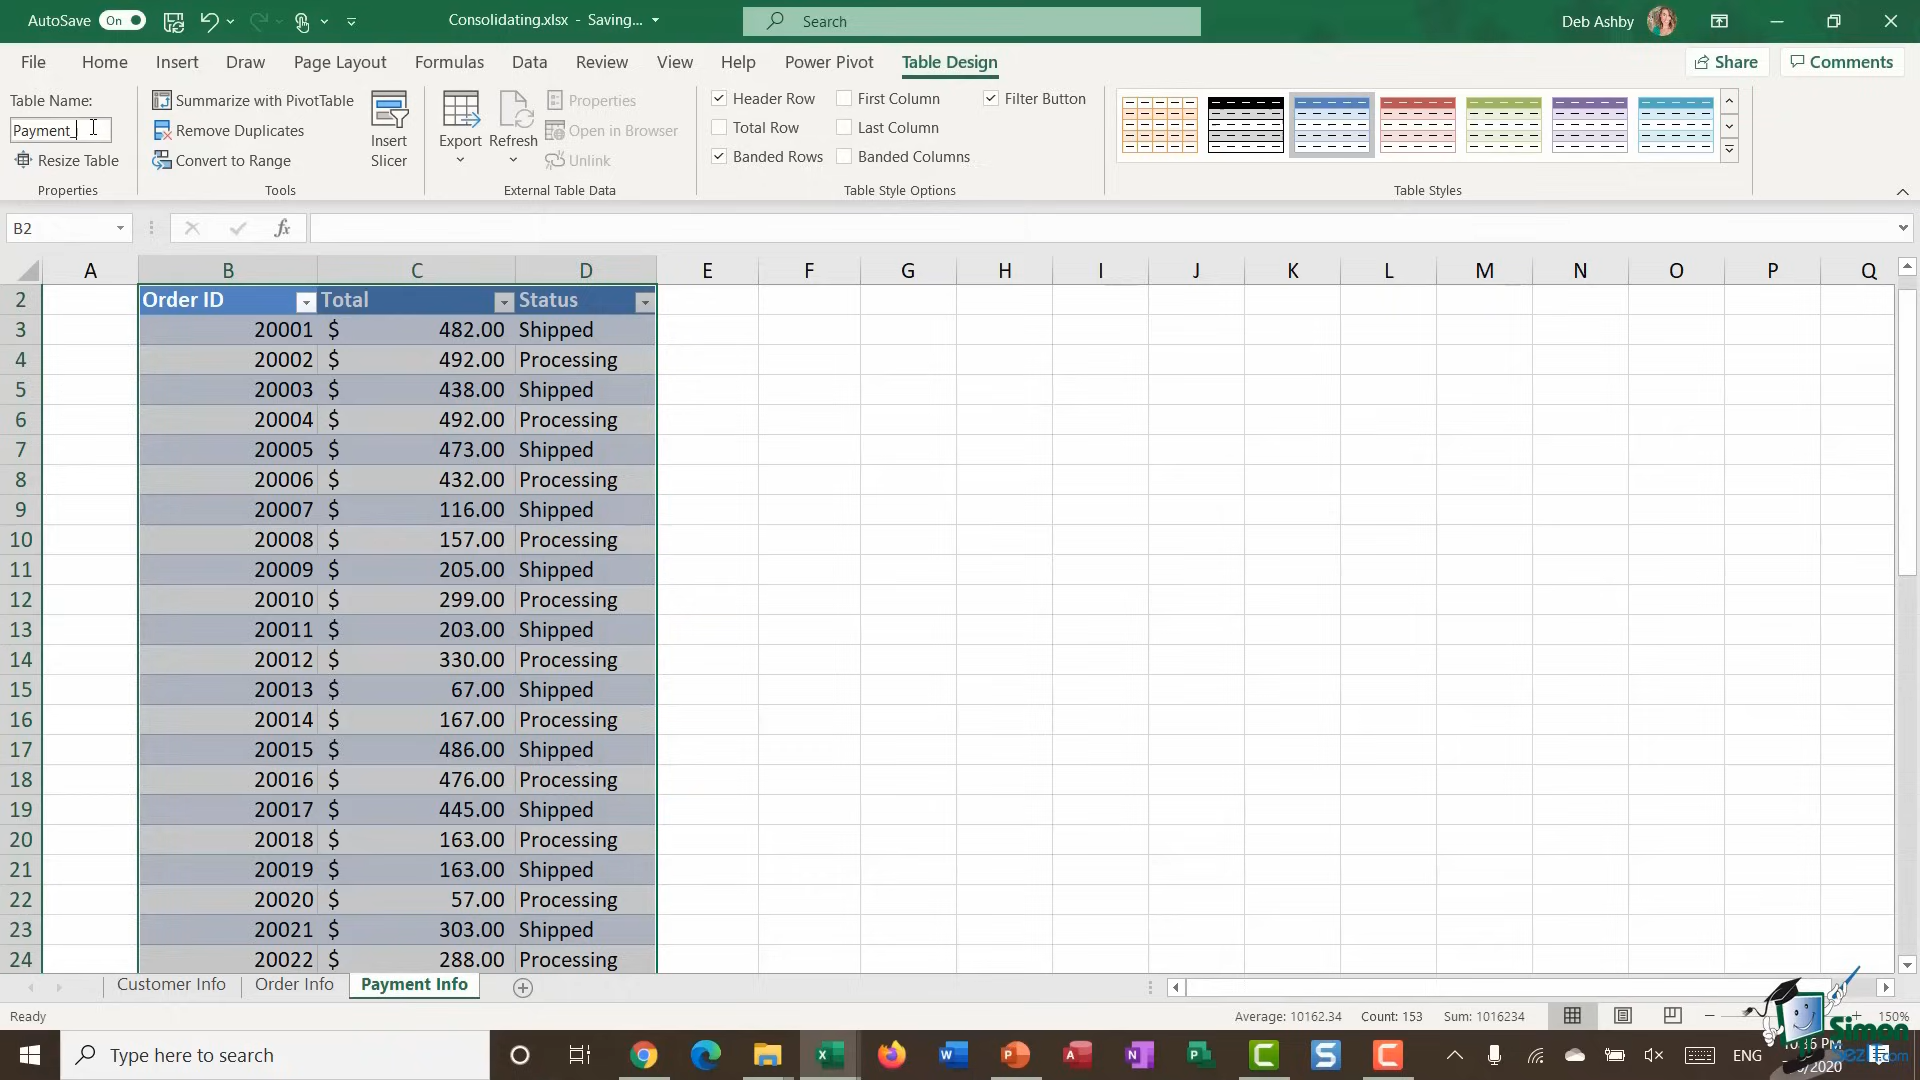 AutoSave On Consolidating.xlsx - Saving... Search Deb Ashby
File Home Insert Draw Page Layout Formulas Data Review View Help Power Pivot Table Design Share Comments
Table Name:
Payment_
Resize Table
Properties
Summarize with PivotTable
Remove Duplicates
Convert to Range
Insert
Slicer
Tools
Export
Refresh
Properties
Open in Browser
Unlink
External Table Data
Header Row First Column Filter Button
Total Row Last Column
Banded Rows Banded Columns
Table Style Options
Table Styles
B2 fx
A B C D E F G H I J K L M N O P Q
2 Order ID Total Status
3 20001 $ 482.00 Shipped
4 20002 $ 492.00 Processing
5 20003 $ 438.00 Shipped
6 20004 $ 492.00 Processing
7 20005 $ 473.00 Shipped
8 20006 $ 432.00 Processing
9 20007 $ 116.00 Shipped
10 20008 $ 157.00 Processing
11 20009 $ 205.00 Shipped
12 20010 $ 299.00 Processing
13 20011 $ 203.00 Shipped
14 20012 $ 330.00 Processing
15 20013 $ 67.00 Shipped
16 20014 $ 167.00 Processing
17 20015 $ 486.00 Shipped
18 20016 $ 476.00 Processing
19 20017 $ 445.00 Shipped
20 20018 $ 163.00 Processing
21 20019 $ 163.00 Shipped
22 20020 $ 57.00 Processing
23 20021 $ 303.00 Shipped
24 20022 $ 288.00 Processing
Customer Info Order Info Payment Info
Ready Average: 10162.34 Count: 153 Sum: 1016234 150%
Type here to search ENG
Simon
Sezit.com